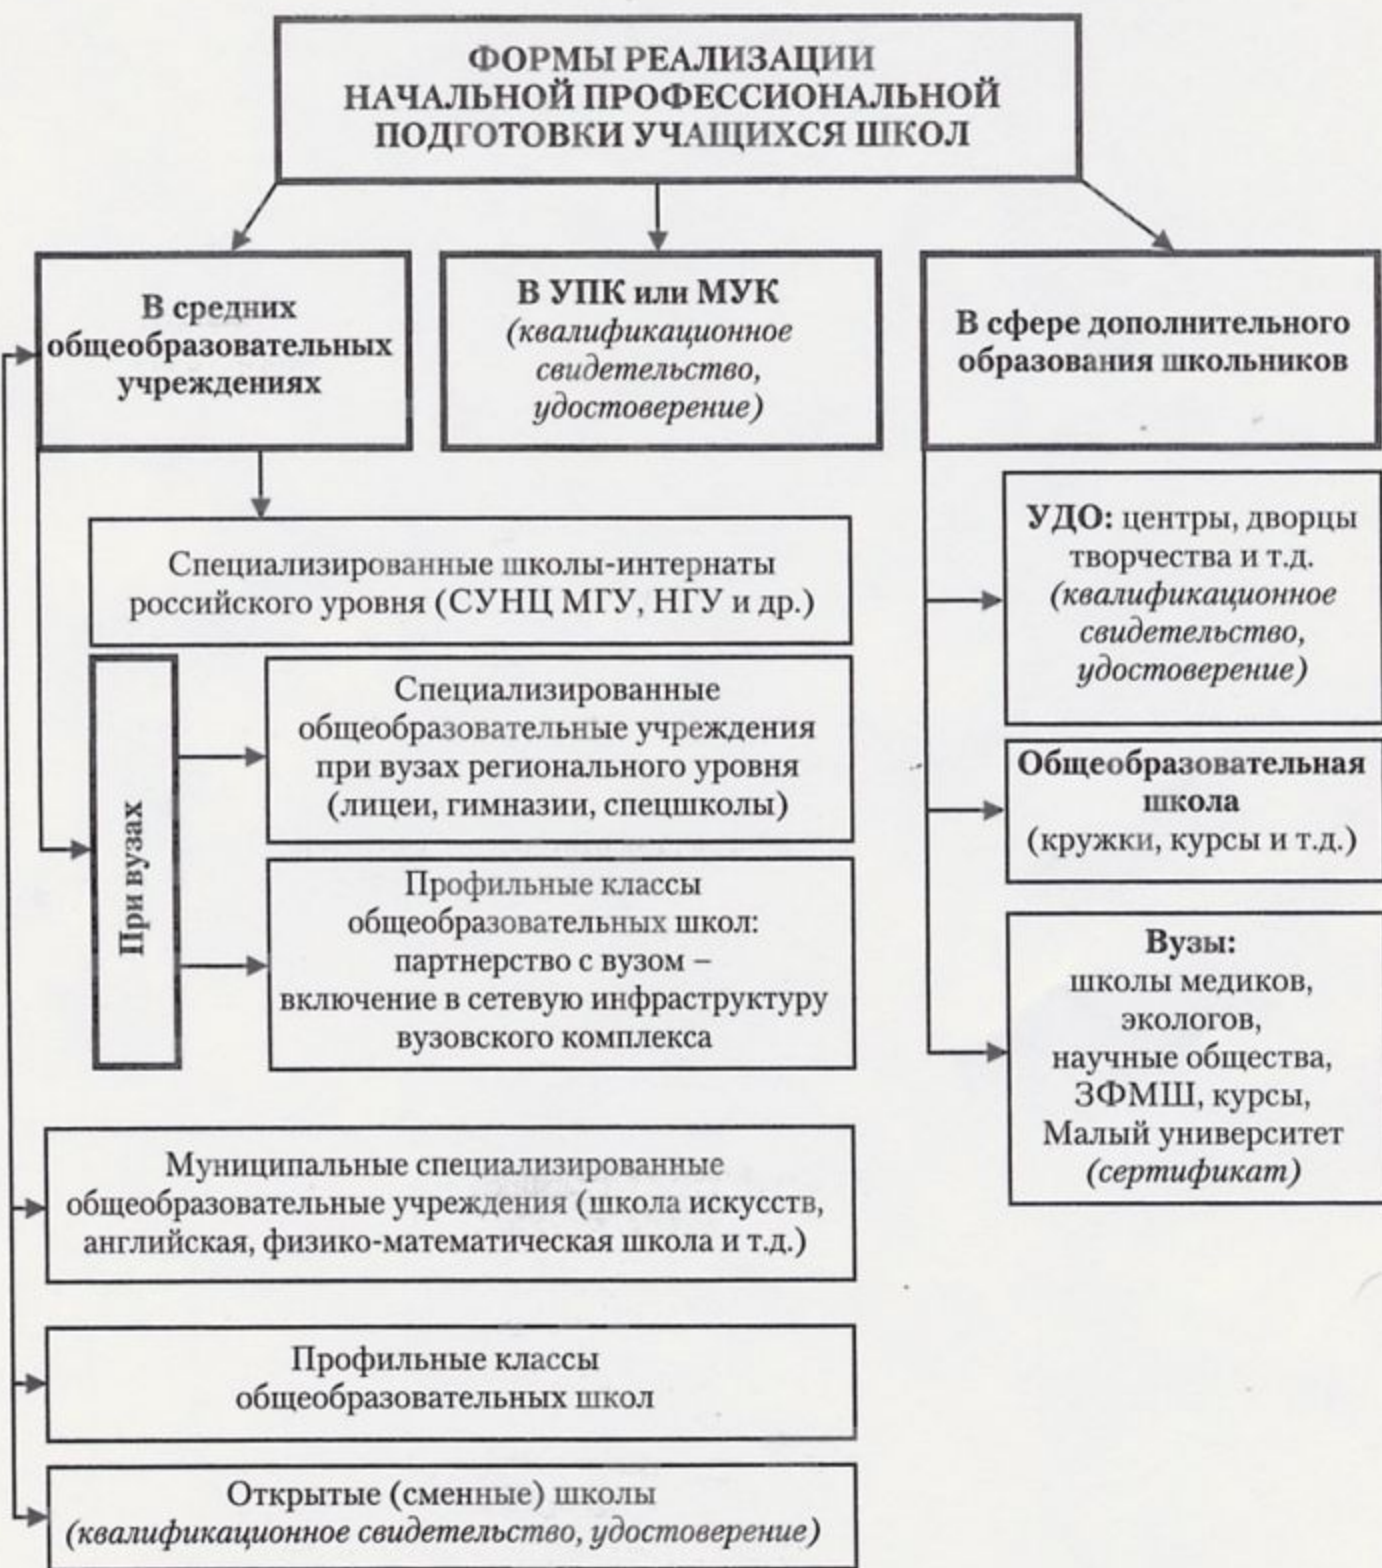 ФОРМЫ РЕАЛИЗАЦИИ
НАЧАЛЬНОЙ ПРОФЕССИОНАЛЬНОЙ
ПОДГОТОВКИ УЧАЩИХСЯ ШКОЛ
В средних
общеобразовательных
учреждениях
В УПК или МУК
(квалификационное
свидетельство,
удостоверение)
В сфере дополнительного
образования школьников
Специализированные школы-интернаты
российского уровня (СУНЦ МГУ, НГУ и др.)
При вузах
Специализированные
общеобразовательные учреждения
при вузах регионального уровня
(лицеи, гимназии, спецшколы)
Профильные классы
общеобразовательных школ:
партнерство с вузом –
включение в сетевую инфраструктуру
вузовского комплекса
Муниципальные специализированные
общеобразовательные учреждения (школа искусств,
английская, физико-математическая школа и т.д.)
Профильные классы
общеобразовательных школ
Открытые (сменные) школы
(квалификационное свидетельство, удостоверение)
УДО: центры, дворцы
творчества и т.д.
(квалификационное
свидетельство,
удостоверение)
Общеобразовательная
школа
(кружки, курсы и т.д.)
Вузы:
школы медиков,
экологов,
научные общества,
ЗФМШ, курсы,
Малый университет
(сертификат)